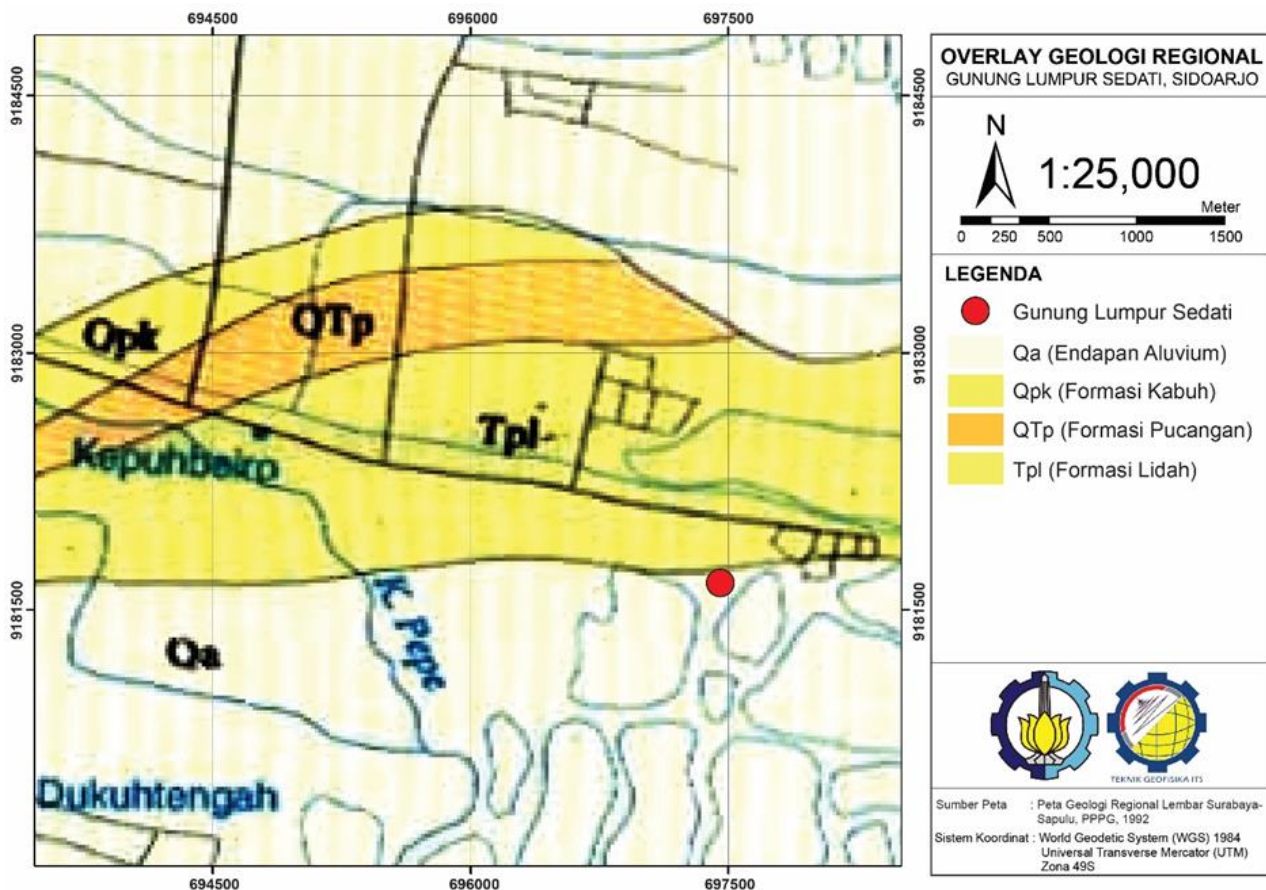 694500
696000
697500
9184500
9184500
9183000
9183000
9181500
9181500
Qpk
QTp
Tpl
Kepuhbairo
K Pepe
Qa
Dukuhtengah
694500
696000
697500
OVERLAY GEOLOGI REGIONAL
GUNUNG LUMPUR SEDATI, SIDOARJO
N
1:25,000
Meter
0 250 500 1000 1500
LEGENDA
Gunung Lumpur Sedati
Qa (Endapan Aluvium)
Qpk (Formasi Kabuh)
QTp (Formasi Pucangan)
Tpl (Formasi Lidah)
TEKNIK GEOFISIKA ITS
Sumber Peta : Peta Geologi Regional Lembar Surabaya-
Sapulu, PPPG, 1992
Sistem Koordinat : World Geodetic System (WGS) 1984
Universal Transverse Mercator (UTM)
Zona 49S